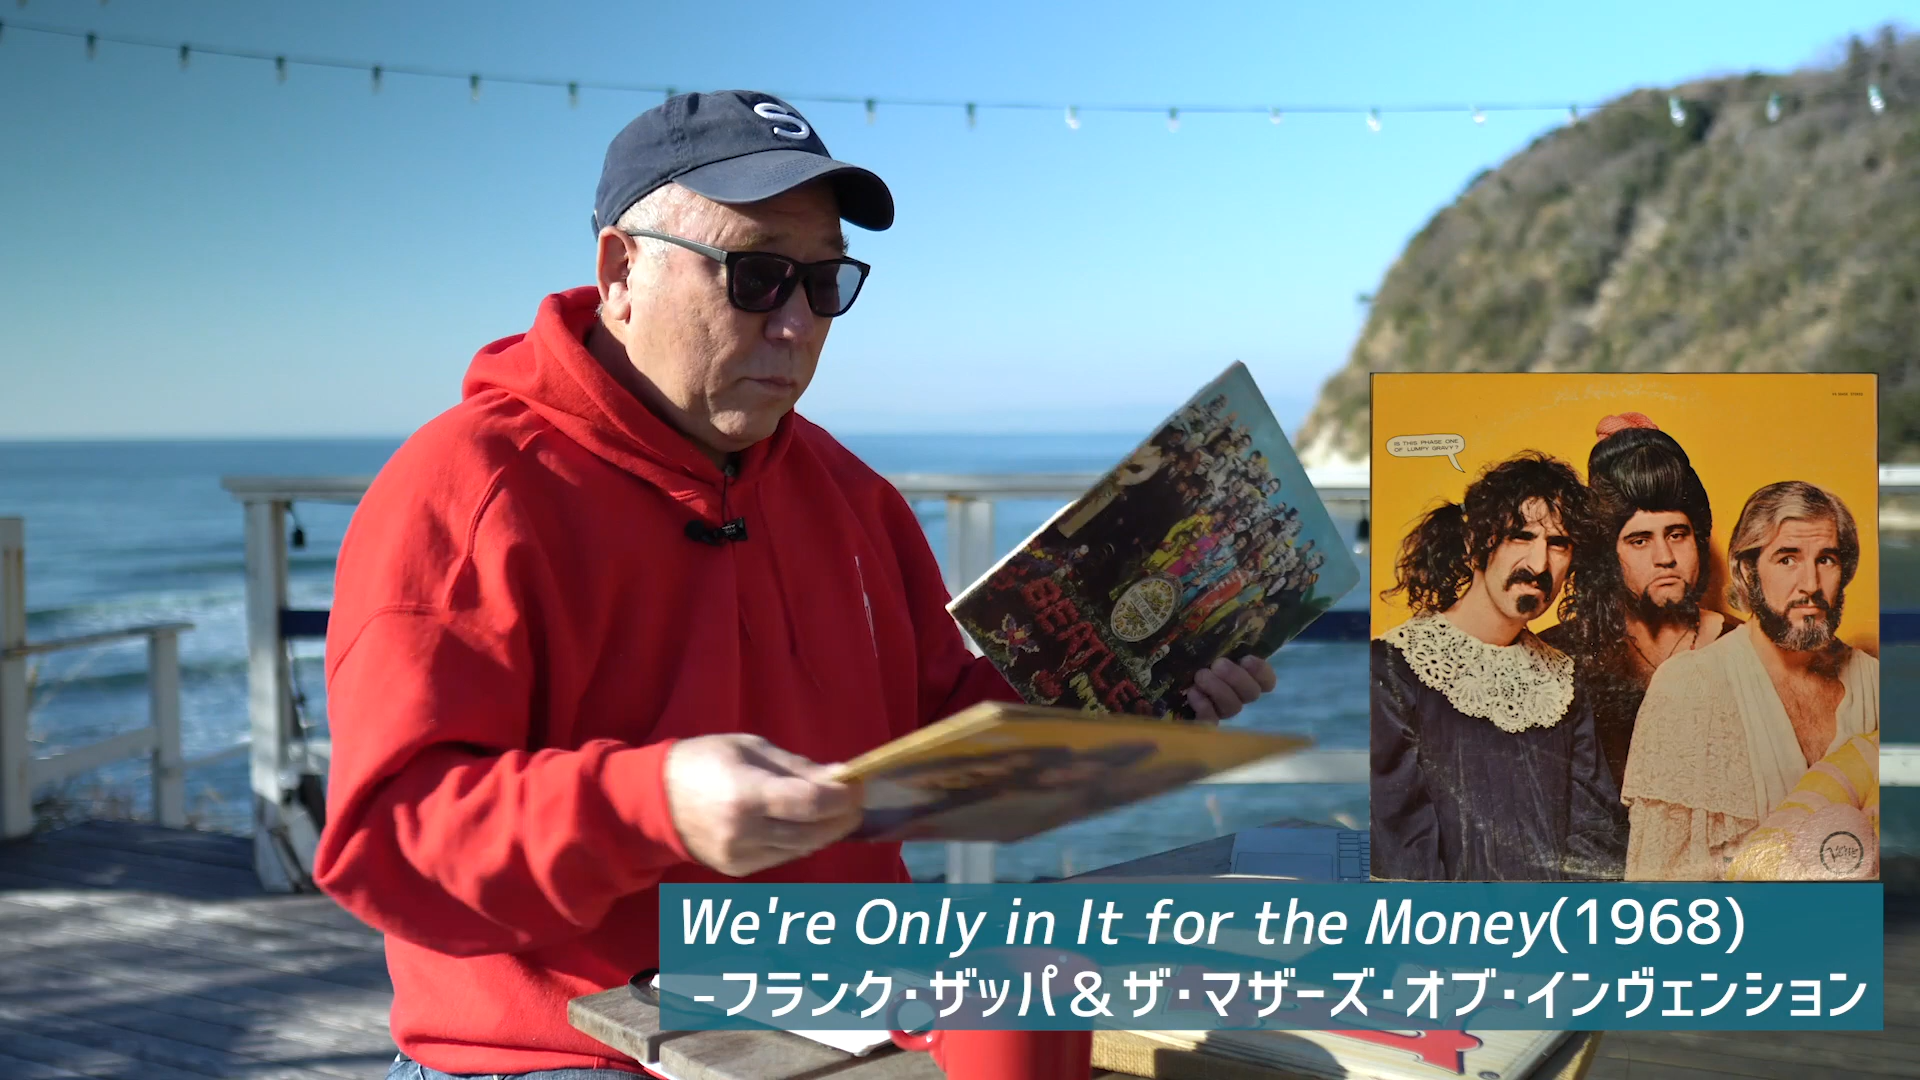 S
IS THIS PHASE ONE
OF LUMPY GRAVY?
BEATLES
Verve
We're Only in It for the Money(1968)
-フランク・ザッパ&ザ・マザーズ・オブ・インヴェンション